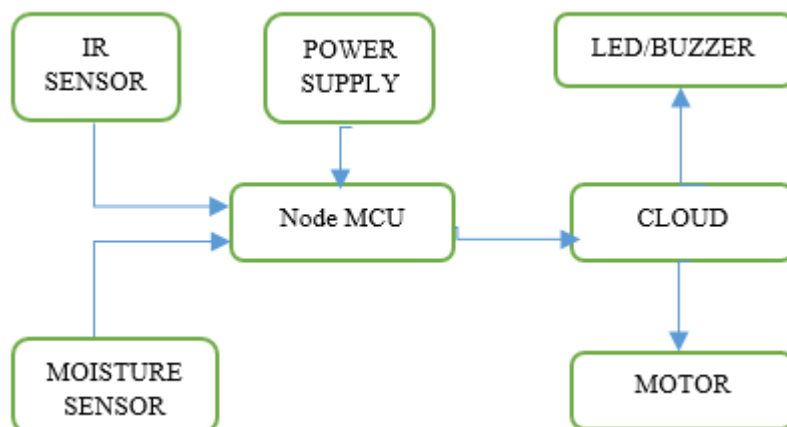 IR
SENSOR
POWER
SUPPLY
LED/BUZZER
Node MCU
CLOUD
MOISTURE
SENSOR
MOTOR